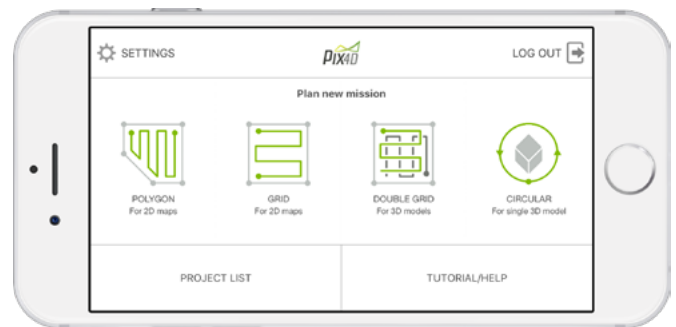 SETTINGS
PIX4D
LOG OUT
Plan new mission
POLYGON
For 2D maps
GRID
For 2D maps
DOUBLE GRID
For 3D models
CIRCULAR
For single 3D model
PROJECT LIST
TUTORIAL/HELP